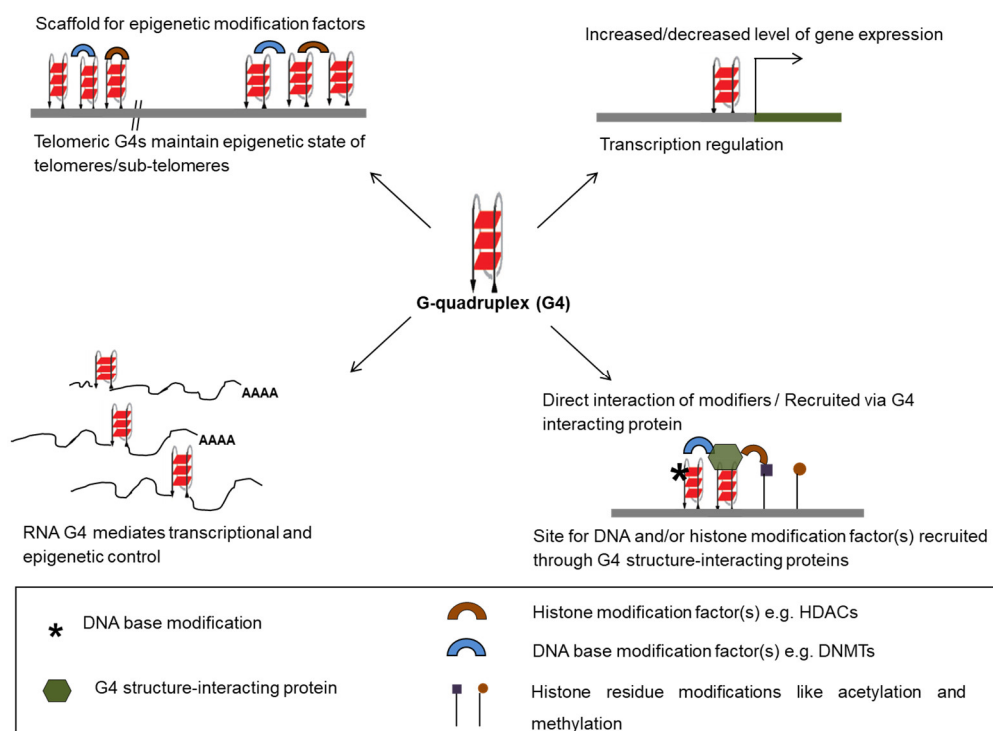 Scaffold for epigenetic modification factors
Telomeric G4s maintain epigenetic state of
telomeres/sub-telomeres
Increased/decreased level of gene expression
Transcription regulation
G-quadruplex (G4)
AAAA
AAAA
RNA G4 mediates transcriptional and
epigenetic control
Direct interaction of modifiers / Recruited via G4
interacting protein
*
Site for DNA and/or histone modification factor(s) recruited
through G4 structure-interacting proteins
* DNA base modification
G4 structure-interacting protein
Histone modification factor(s) e.g. HDACs
DNA base modification factor(s) e.g. DNMTs
Histone residue modifications like acetylation and
methylation